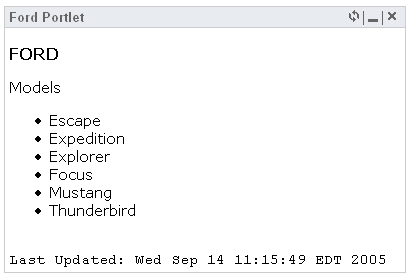 Ford Portlet
FORD
Models
Escape
Expedition
Explorer
Focus
Mustang
Thunderbird
Last Updated: Wed Sep 14 11:15:49 EDT 2005